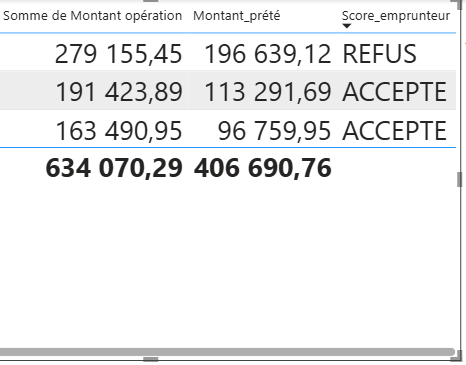 Somme de Montant opération Montant_prété Score_emprunteur
279 155,45 196 639,12 REFUS
191 423,89 113 291,69 ACCEPTE
163 490,95 96 759,95 ACCEPTE
634 070,29 406 690,76